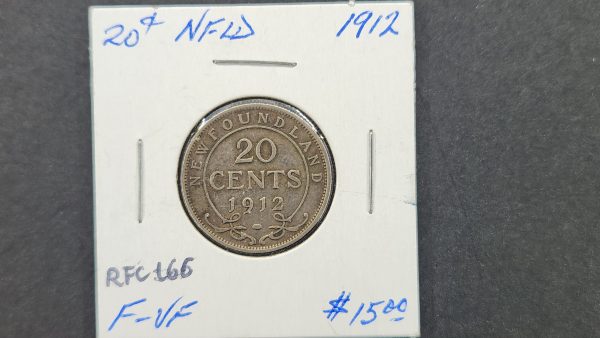 20¢ NFLD 1912
NEWFOUNDLAND
20
CENTS
1912
RFC166
F-VF $15.00